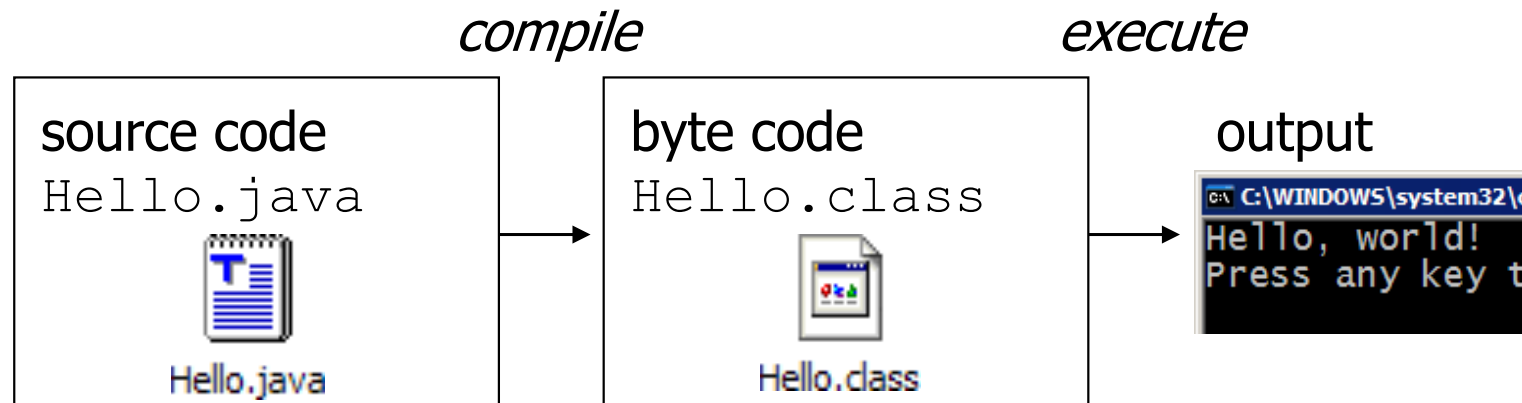 compile
execute
source code
Hello.java
Hello.java
byte code
Hello.class
Hello.class
output
C:\WINDOWS\system32\
Hello, world!
Press any key t